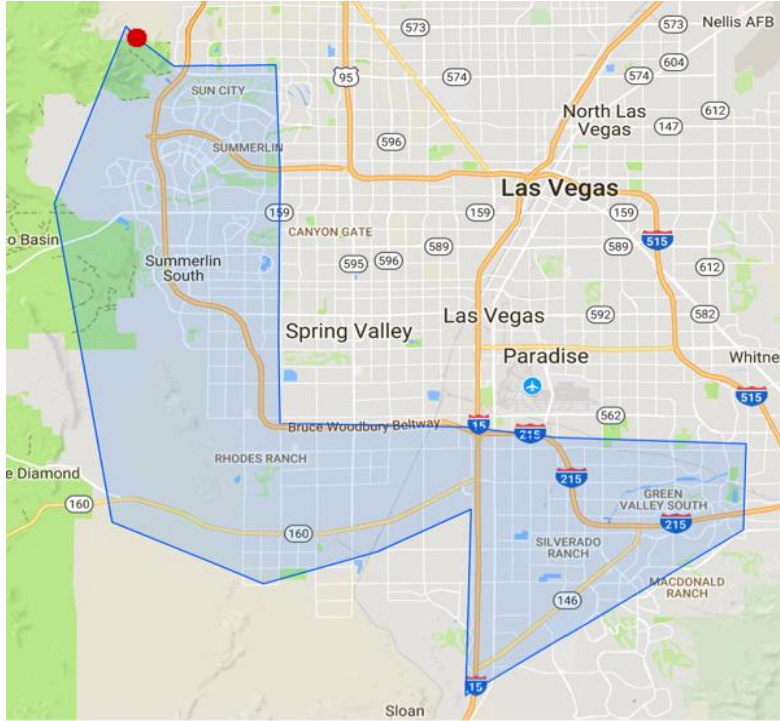 573
573
Nellis AFB
95
574
604
574
SUN CITY
North Las
Vegas
612
147
596
SUMMERLIN
Las Vegas
159
159
159
CANYON GATE
515
o Basin
589
589
595
596
612
Summerlin
South
Las Vegas
592
582
Spring Valley
Paradise
Whitne
515
562
Bruce Woodbury Beltway
15
215
RHODES RANCH
e Diamond
215
GREEN
VALLEY SOUTH
160
215
160
SILVERADO
RANCH
MACDONALD
RANCH
146
15
Sloan